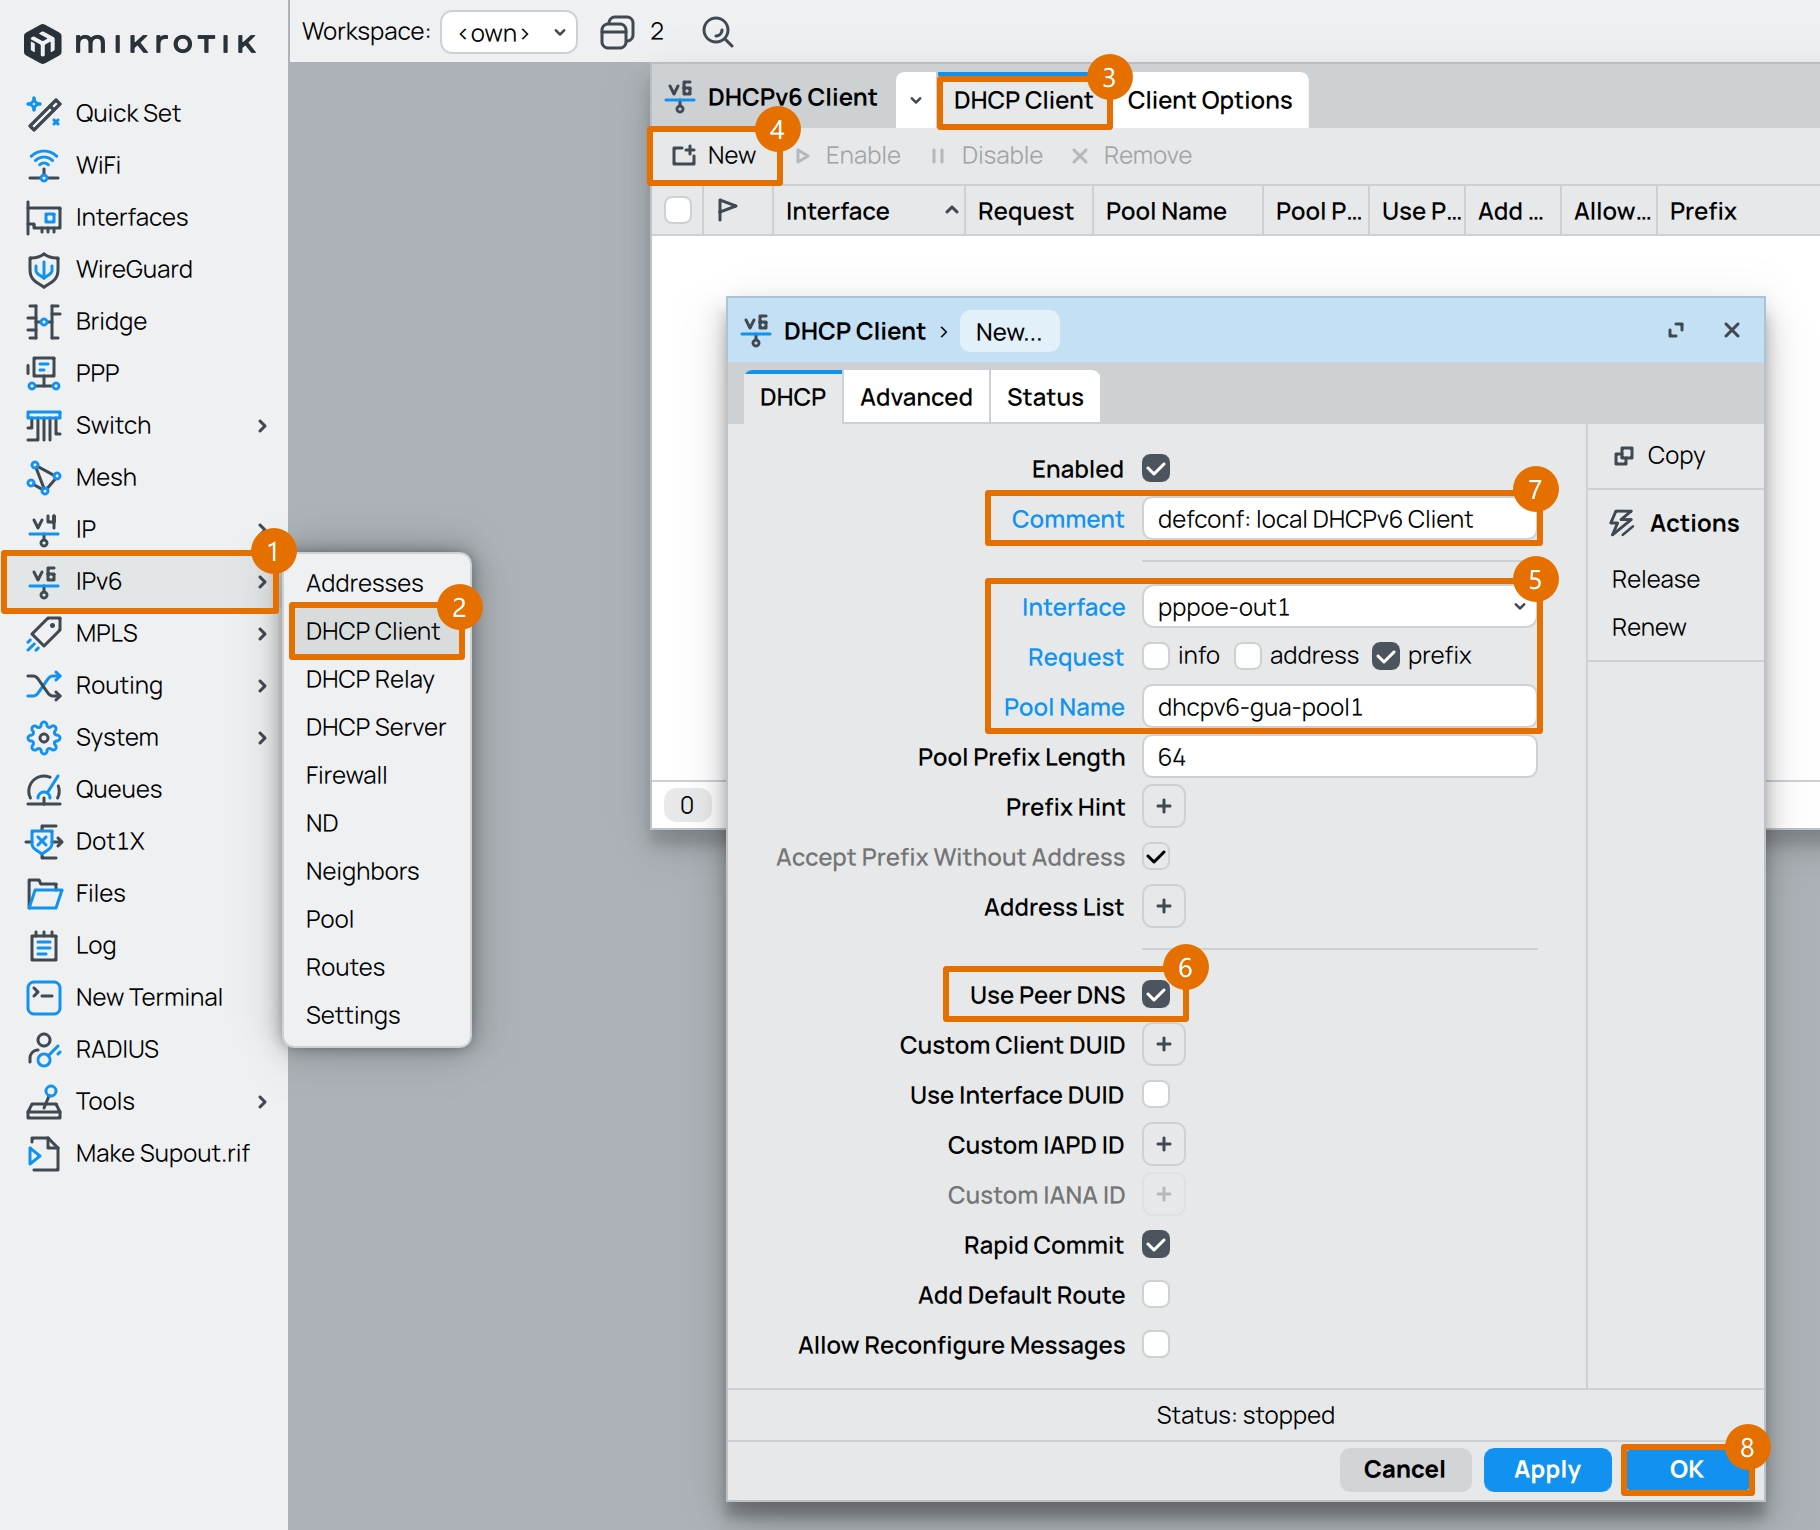 mikrotik
Workspace: <own> 2
Quick Set
WiFi
Interfaces
WireGuard
Bridge
PPP
Switch
Mesh
IP
IPv6
MPLS
Routing
System
Queues
Dot1X
Files
Log
New Terminal
RADIUS
Tools
Make Supout.rif
1
Addresses
2
DHCP Client
DHCP Relay
DHCP Server
Firewall
ND
Neighbors
Pool
Routes
Settings
DHCPv6 Client DHCP Client 3 Client Options
4
New Enable Disable Remove
Interface Request Pool Name Pool P... Use P... Add ... Allow... Prefix
0
DHCP Client > New...
DHCP Advanced Status
Enabled
7
Comment defconf: local DHCPv6 Client
5
Interface pppoe-out1
Request info address prefix
Pool Name dhcpv6-gua-pool1
Pool Prefix Length 64
Prefix Hint
Accept Prefix Without Address
Address List
6
Use Peer DNS
Custom Client DUID
Use Interface DUID
Custom IAPD ID
Custom IANA ID
Rapid Commit
Add Default Route
Allow Reconfigure Messages
Copy
Actions
Release
Renew
Status: stopped
8
Cancel Apply OK